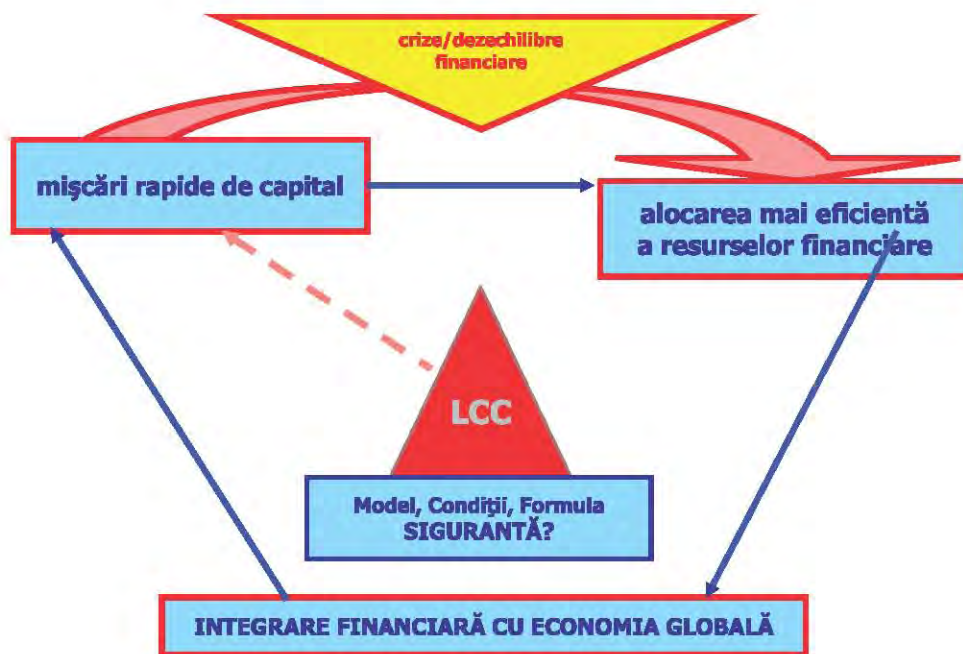 crize/dezechilibre
financiare
mişcări rapide de capital
alocarea mai eficientă
a resurselor financiare
LCC
Model, Condiţii, Formula
SIGURANTĂ?
INTEGRARE FINANCIARĂ CU ECONOMIA GLOBALĂ